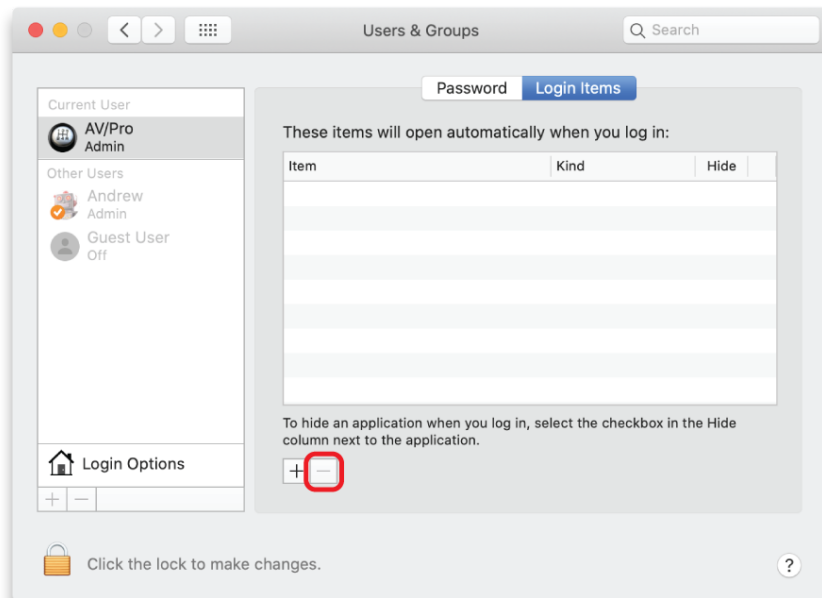 Users & Groups
Search
Password
Login Items
Current User
AV/Pro
Admin
Other Users
Andrew
Admin
Guest User
Off
Login Options
These items will open automatically when you log in:
Item Kind Hide
To hide an application when you log in, select the checkbox in the Hide
column next to the application.
Click the lock to make changes.
?